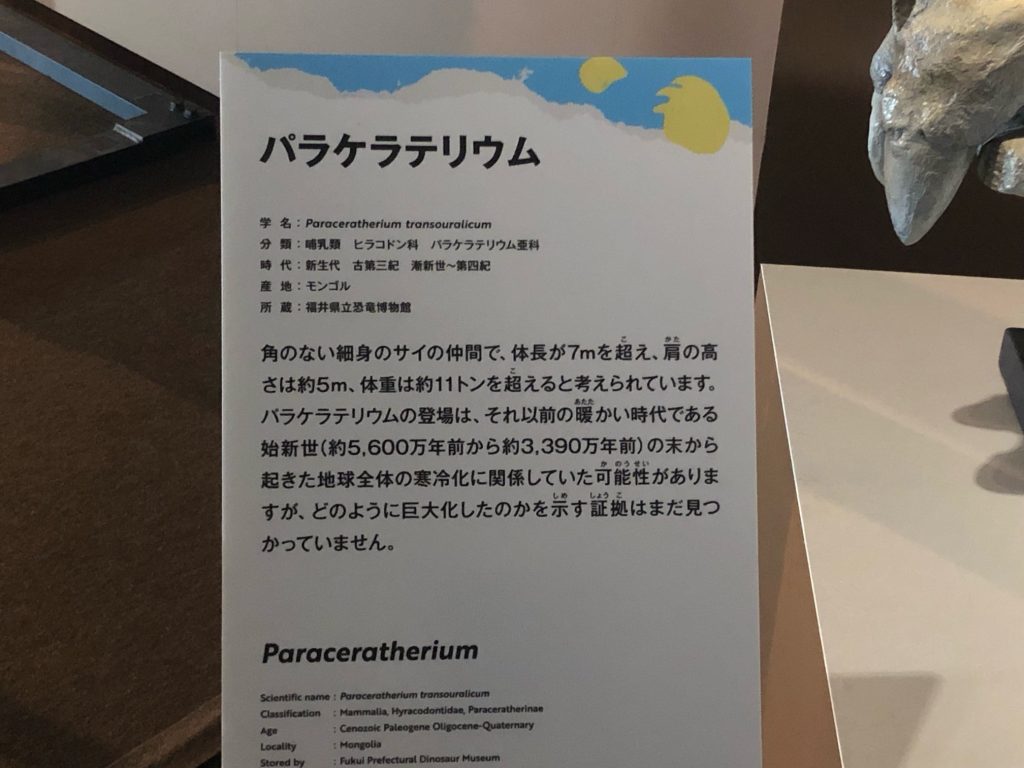 パラケラテリウム
学 名：Paraceratherium transouralicum
分 類：哺乳類 ヒラコドン科 パラケラテリウム亜科
時 代：新生代 古第三紀 漸新世〜第四紀
産 地：モンゴル
所 蔵：福井県立恐竜博物館
角のない細身のサイの仲間で、体長が7mを超え、肩の高
さは約5m、体重は約11トンを超えると考えられています。
パラケラテリウムの登場は、それ以前の暖かい時代である
始新世（約5,600万年前から約3,390万年前）の末から
起きた地球全体の寒冷化に関係していた可能性がありま
すが、どのように巨大化したのかを示す証拠はまだ見つ
かっていません。
Paraceratherium
Scientific name : Paraceratherium transouralicum
Classification : Mammalia, Hyracodontidae, Paraceratherinae
Age : Cenozoic Paleogene Oligocene-Quaternary
Locality : Mongolia
Stored by : Fukui Prefectural Dinosaur Museum